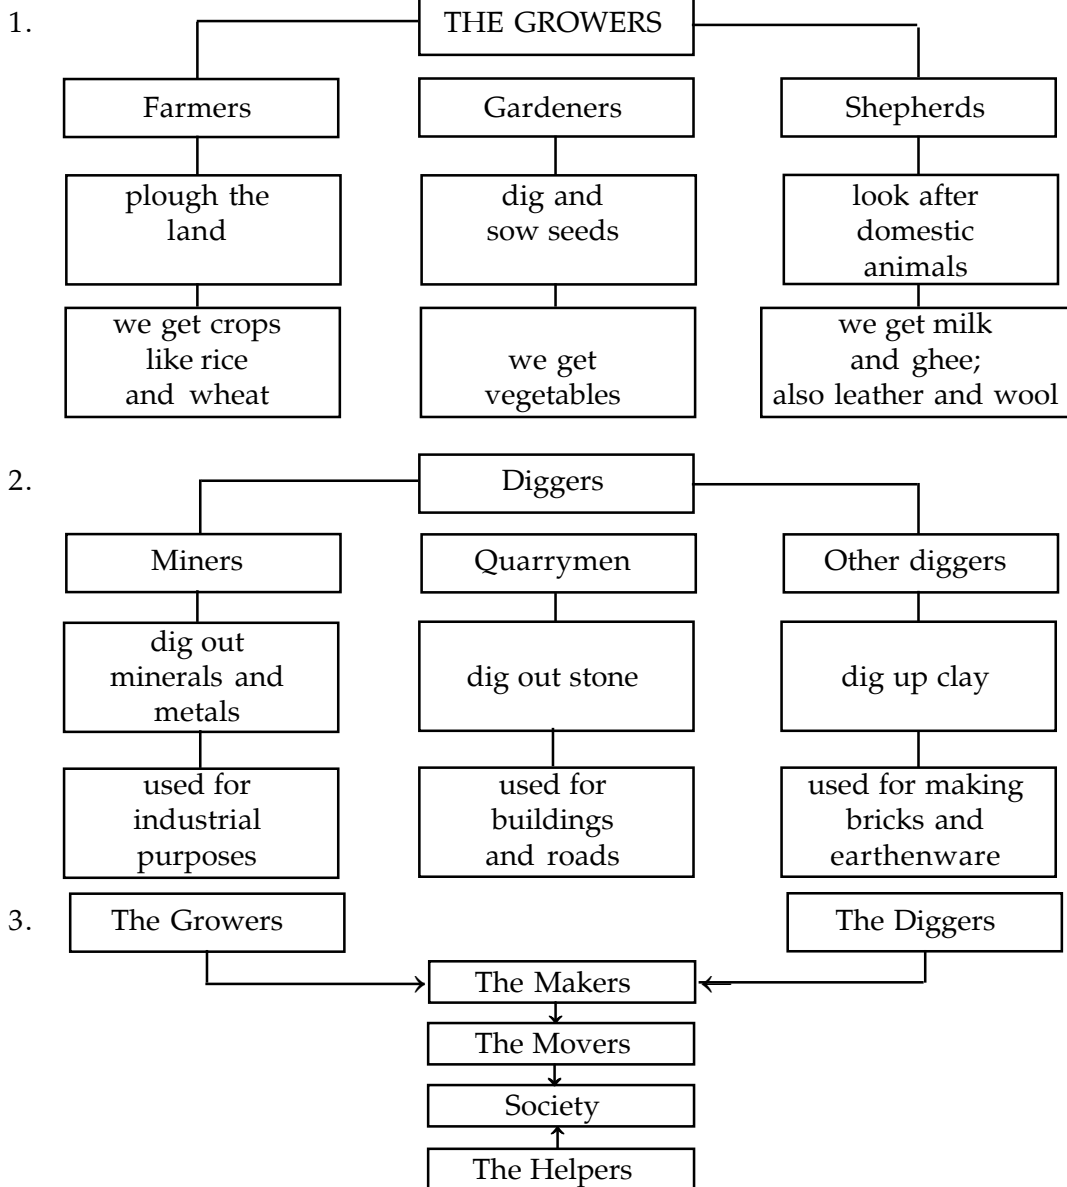 1.
THE GROWERS
Farmers
Gardeners
Shepherds
plough the
land
dig and
sow seeds
look after
domestic
animals
we get crops
like rice
and wheat
we get
vegetables
we get milk
and ghee;
also leather and wool
2.
Diggers
Miners
Quarrymen
Other diggers
dig out
minerals and
metals
dig out stone
dig up clay
used for
industrial
purposes
used for
buildings
and roads
used for making
bricks and
earthenware
3.
The Growers
The Diggers
The Makers
The Movers
Society
The Helpers